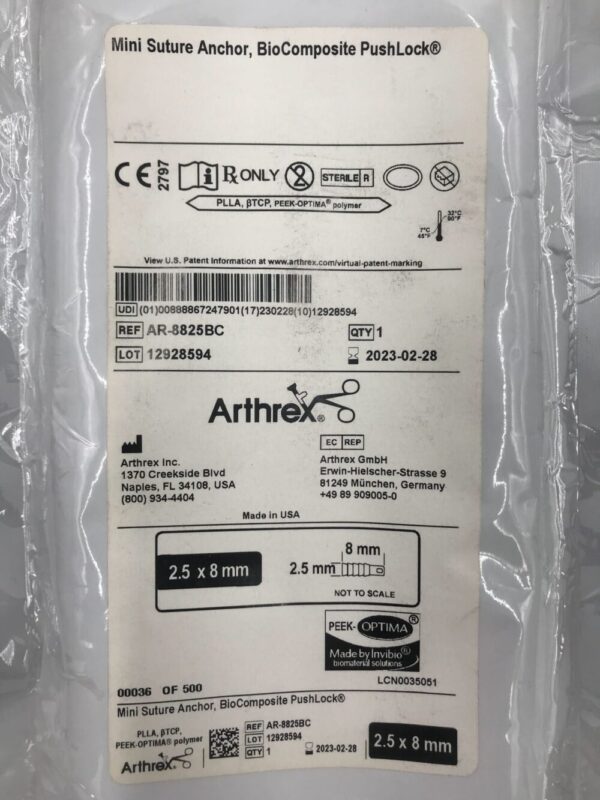 Mini Suture Anchor, BioComposite PushLock®
CE 2797 i Rx ONLY 2 STERILE R
PLLA, βTCP, PEEK-OPTIMA® polymer
32°C
90°F
7°C
45°F
View U.S. Patent Information at www.arthrex.com/virtual-patent-marking
UDI (01)00888867247901(17)230228(10)12928594
REF AR-8825BC QTY 1
LOT 12928594 2023-02-28
Arthrex®
EC REP
Arthrex Inc.
1370 Creekside Blvd
Naples, FL 34108, USA
(800) 934-4404
Arthrex GmbH
Erwin-Hielscher-Strasse 9
81249 München, Germany
+49 89 909005-0
Made in USA
2.5 x 8 mm
8 mm
2.5 mm
NOT TO SCALE
PEEK-OPTIMA®
Made by Invibio®
biomaterial solutions
LCN0035051
00036 OF 500
Mini Suture Anchor, BioComposite PushLock®
PLLA, βTCP,
PEEK-OPTIMA® polymer
Arthrex
REF AR-8825BC
LOT 12928594
QTY 1
2023-02-28
2.5 x 8 mm